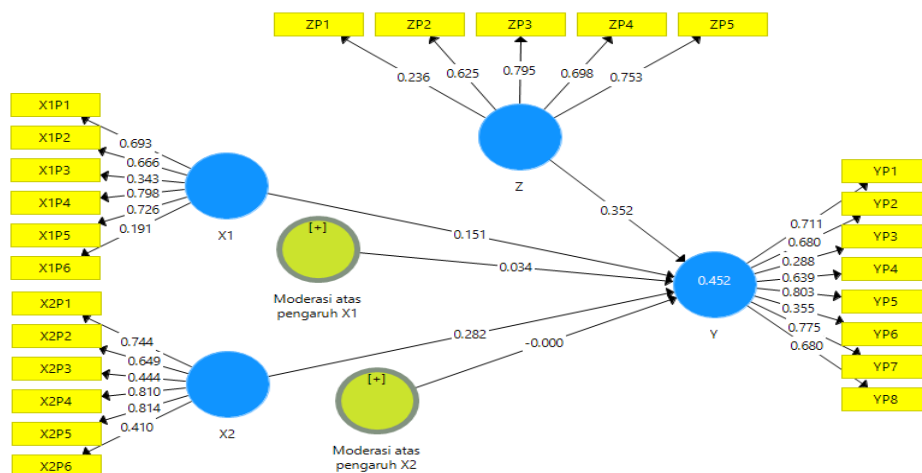 ZP1 ZP2 ZP3 ZP4 ZP5
0.236 0.625 0.795 0.698 0.753
Z
0.352
X1P1
X1P2
X1P3
X1P4
X1P5
X1P6
0.693
0.666
0.343
0.798
0.726
0.191
X1
0.151
[+]
Moderasi atas
pengaruh X1
0.034
X2P1
X2P2
X2P3
X2P4
X2P5
X2P6
0.744
0.649
0.444
0.810
0.814
0.410
X2
0.282
[+]
Moderasi atas
pengaruh X2
-0.000
0.452
Y
0.711
0.680
0.288
0.639
0.803
0.355
0.775
0.680
YP1
YP2
YP3
YP4
YP5
YP6
YP7
YP8